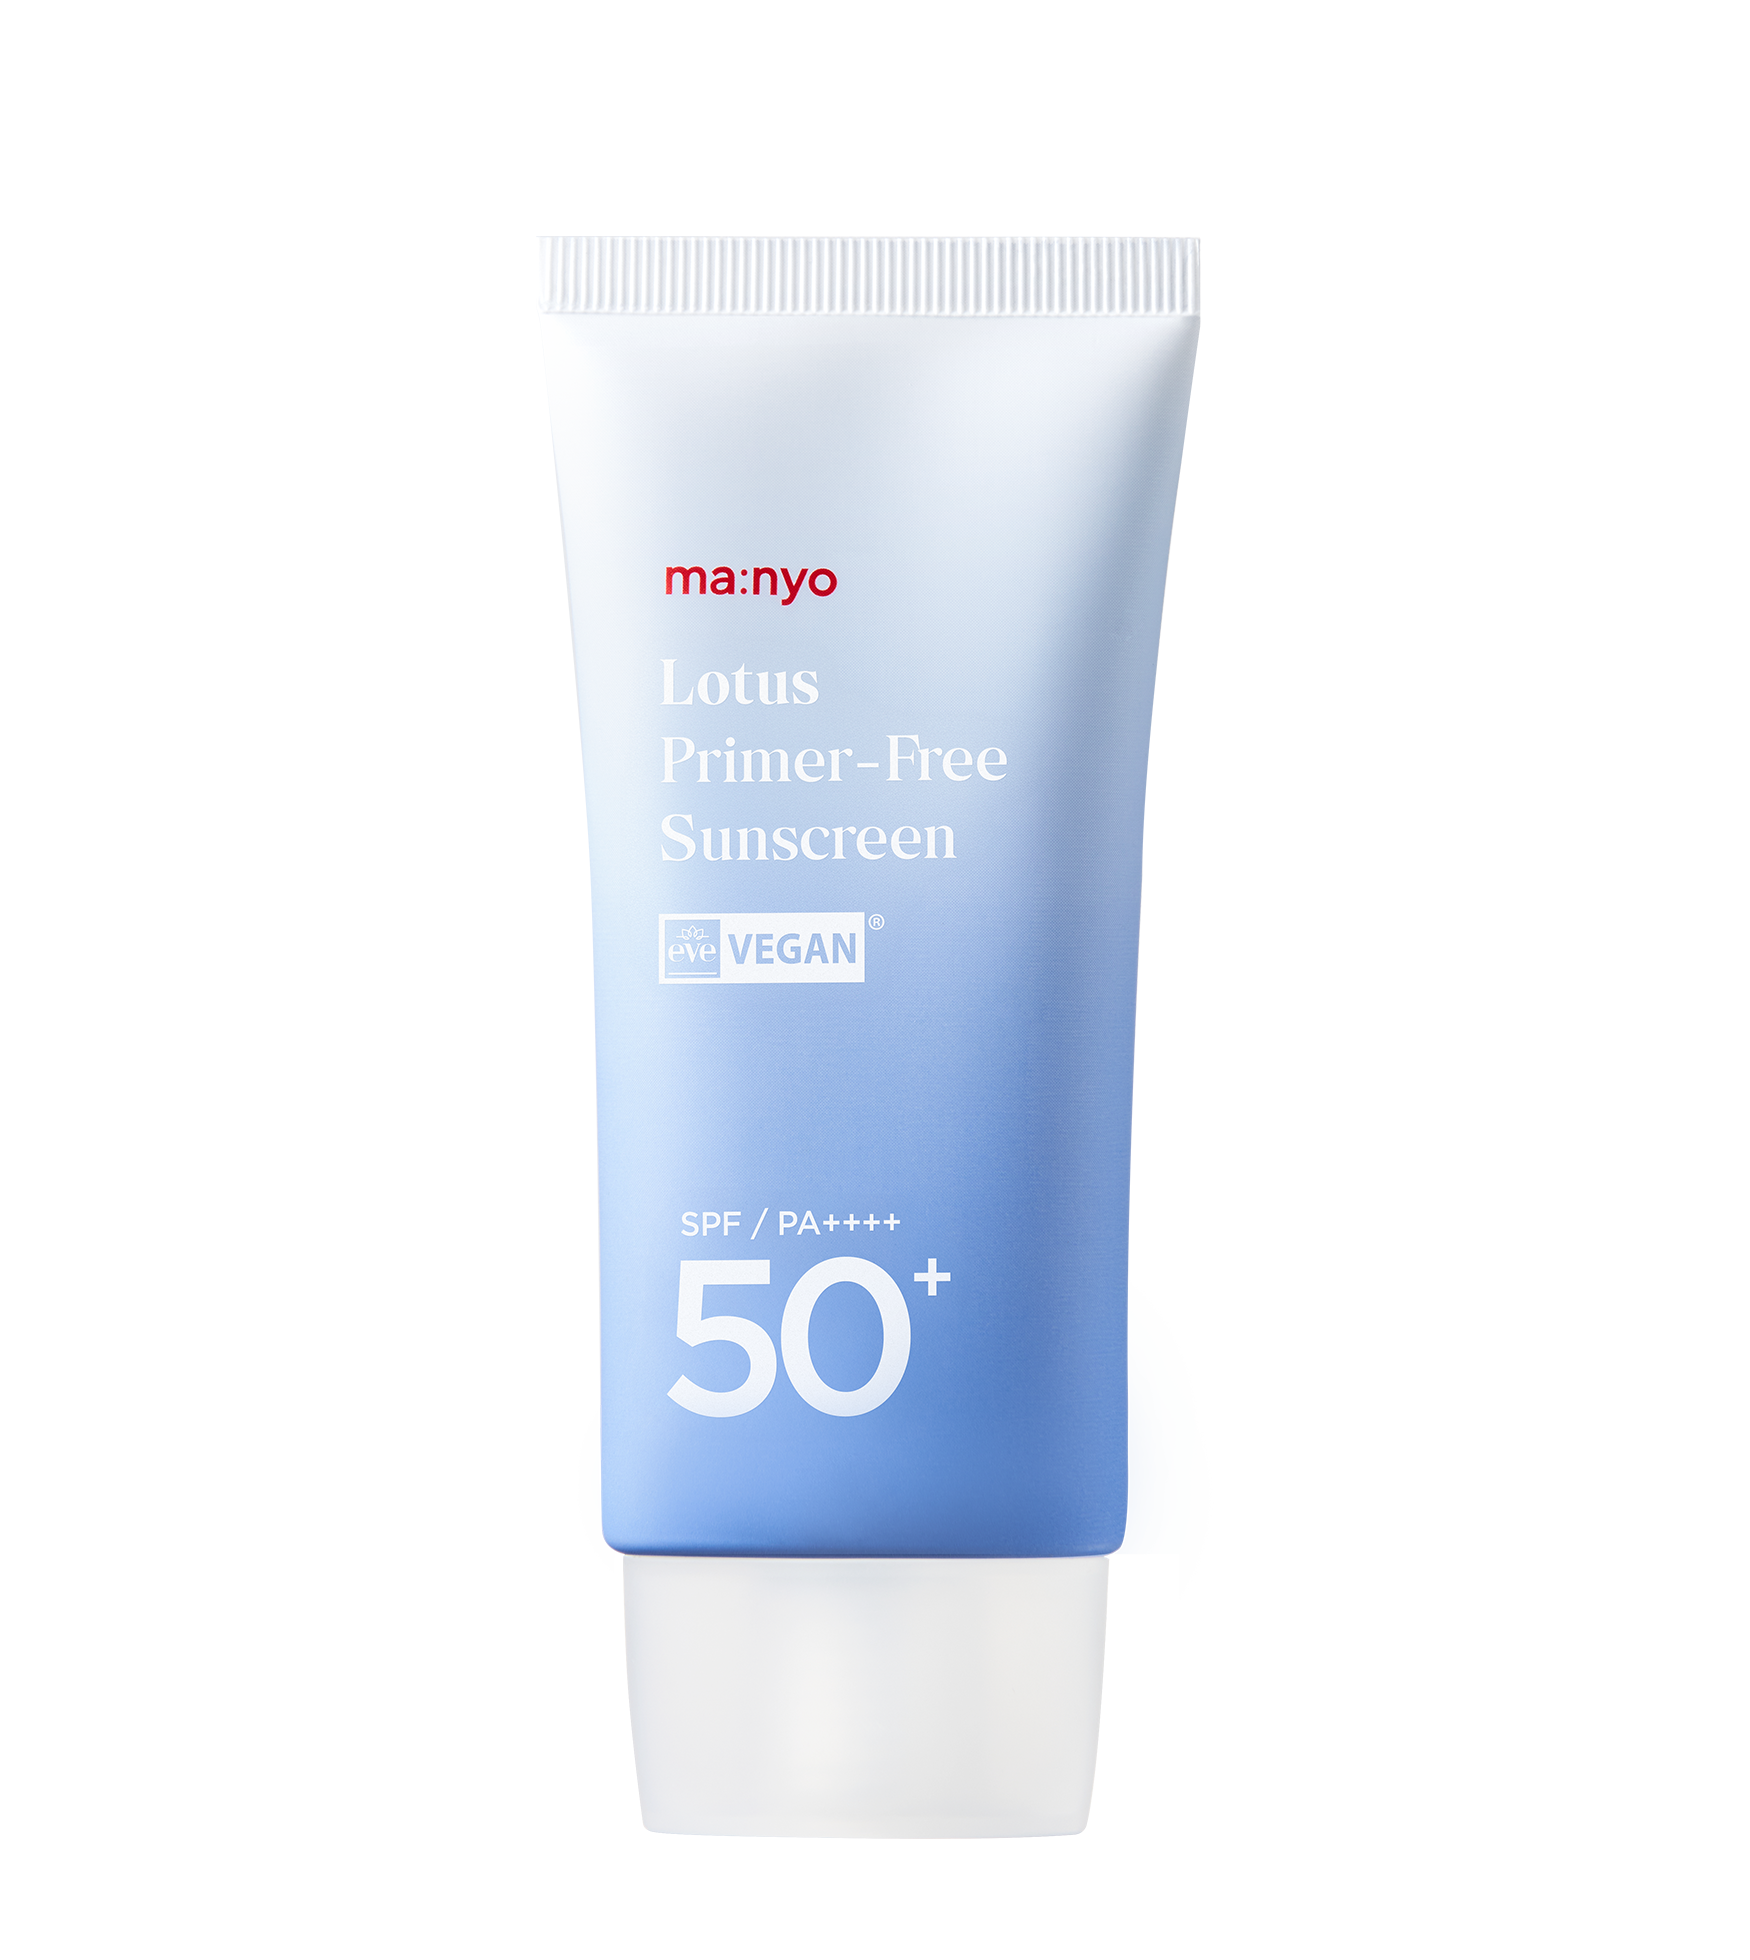 ma:nyo
Lotus
Primer-Free
Sunscreen
eve VEGAN®
SPF / PA++++
50+